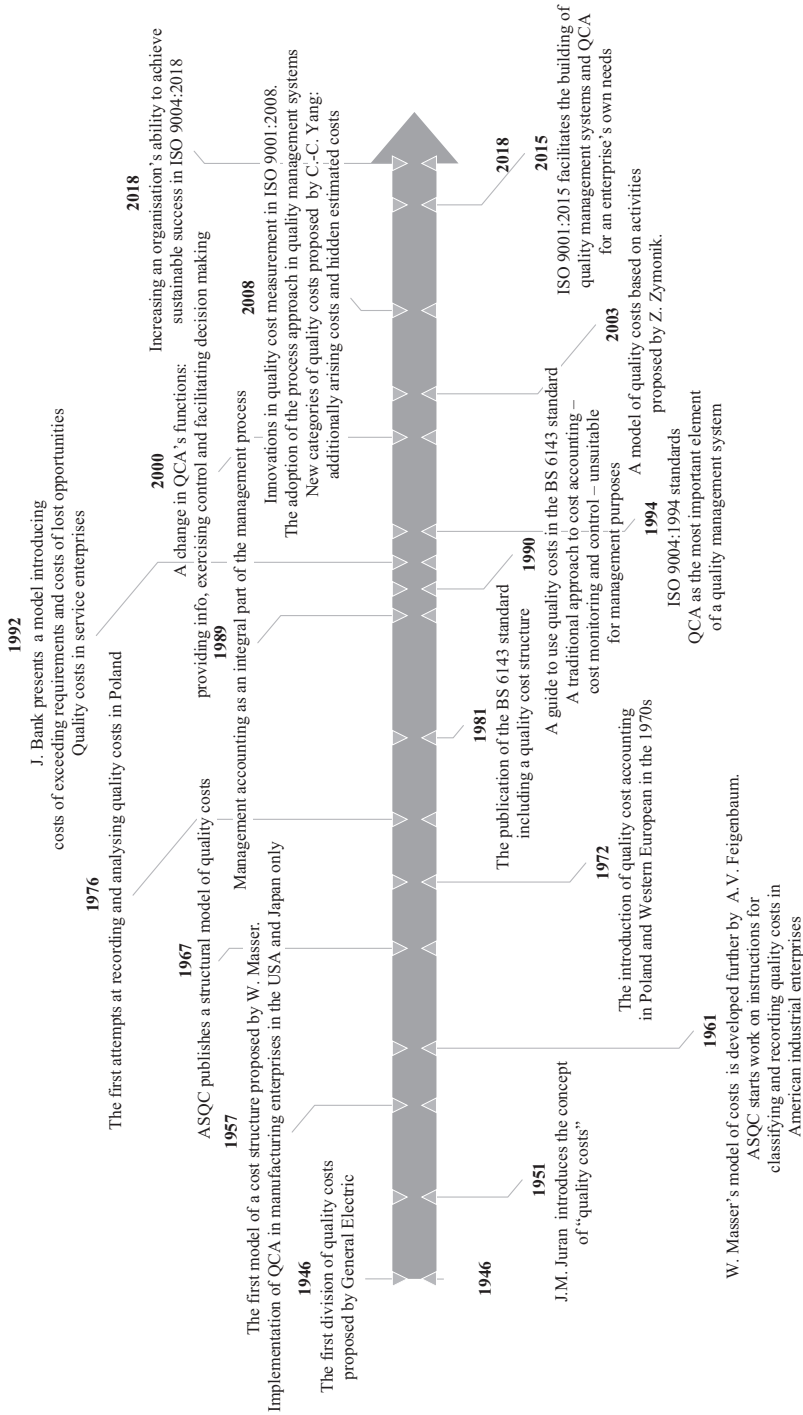 1946
The first division of quality costs
proposed by General Electric
1957
The first model of a cost structure proposed by W. Masser.
Implementation of QCA in manufacturing enterprises in the USA and Japan only
1967
ASQC publishes a structural model of quality costs
1976
The first attempts at recording and analysing quality costs in Poland
1989
Management accounting as an integral part of the management process
1992
J. Bank presents a model introducing
costs of exceeding requirements and costs of lost opportunities
Quality costs in service enterprises
2000
A change in QCA's functions:
providing info, exercising control and facilitating decision making
2008
Innovations in quality cost measurement in ISO 9001:2008.
The adoption of the process approach in quality management systems
New categories of quality costs proposed by C.-C. Yang:
additionally arising costs and hidden estimated costs
2018
Increasing an organisation's ability to achieve
sustainable success in ISO 9004:2018
1946
1951
J.M. Juran introduces the concept
of “quality costs”
1961
W. Masser's model of costs is developed further by A.V. Feigenbaum.
ASQC starts work on instructions for
classifying and recording quality costs in
American industrial enterprises
1972
The introduction of quality cost accounting
in Poland and Western European in the 1970s
1981
The publication of the BS 6143 standard
including a quality cost structure
1990
A guide to use quality costs in the BS 6143 standard
A traditional approach to cost accounting –
cost monitoring and control – unsuitable
for management purposes
1994
ISO 9004:1994 standards
QCA as the most important element
of a quality management system
2003
A model of quality costs based on activities
proposed by Z. Zymonik.
2015
ISO 9001:2015 facilitates the building of
quality management systems and QCA
for an enterprise's own needs
2018